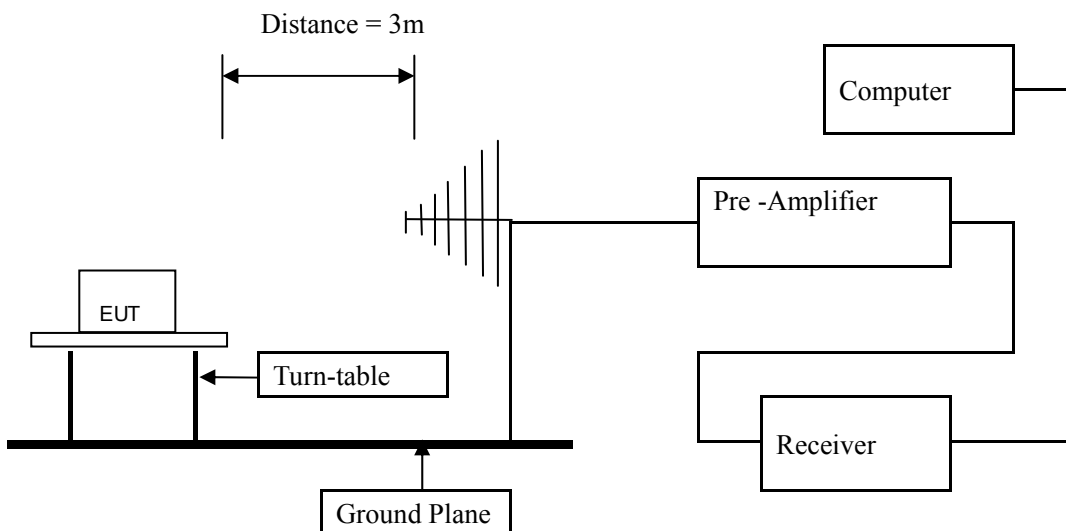 Distance = 3m
Computer
Pre -Amplifier
EUT
Turn-table
Receiver
Ground Plane